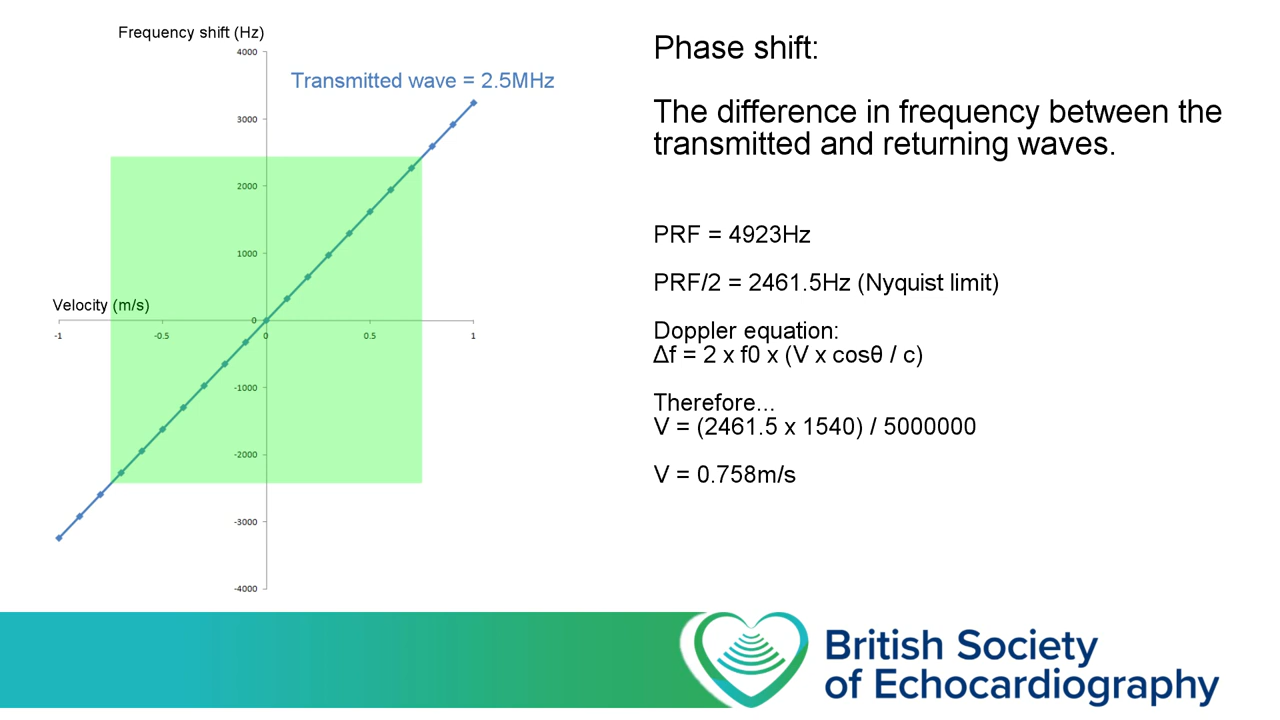 Frequency shift (Hz)
4000
Transmitted wave = 2.5MHz
3000
2000
1000
Velocity (m/s)
0
-1
-0.5
0
0.5
1
-1000
-2000
-3000
-4000
Phase shift:
The difference in frequency between the
transmitted and returning waves.
PRF = 4923Hz
PRF/2 = 2461.5Hz (Nyquist limit)
Doppler equation:
Δf = 2 x f0 x (V x cosθ / c)
Therefore...
V = (2461.5 x 1540) / 5000000
V = 0.758m/s
British Society
of Echocardiography